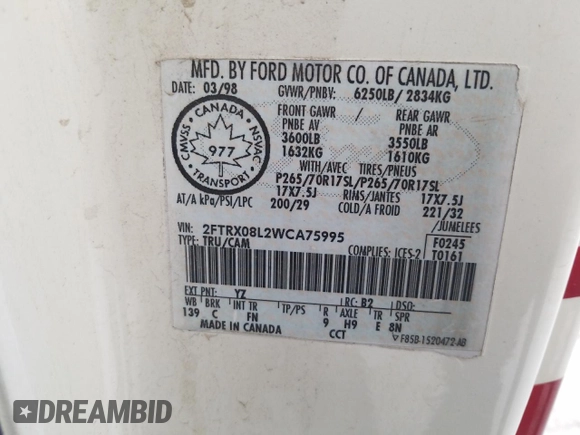 MFD. BY FORD MOTOR CO. OF CANADA, LTD.
DATE: 03/98 GVWR/PNBV: 6250LB/ 2834KG
FRONT GAWR / REAR GAWR
PNBE AV PNBE AR
3600LB 3550LB
1632KG 1610KG
CANADA
CMVSS NSVAC
977
TRANSPORT
WITH/AVEC TIRES/PNEUS
P265/70R17SL/P265/70R17SL
17X7.5J RIMS/JANTES 17X7.5J
AT/A kPa/PSI/LPC 200/29 COLD/A FROID 221/32
/JUNELEES
VIN: 2FTRX08L2WCA75995
TYPE: TRU/CAM COMPLIES: ICES-2
F0245
T0161
EXT PNT: YZ RC: B2 DSO:
WB BRK INT TR TP/PS R AXLE TR SPR
139 C FN 9 H9 E 8N
MADE IN CANADA CCT F85B-1520472-AB
DREAMBID